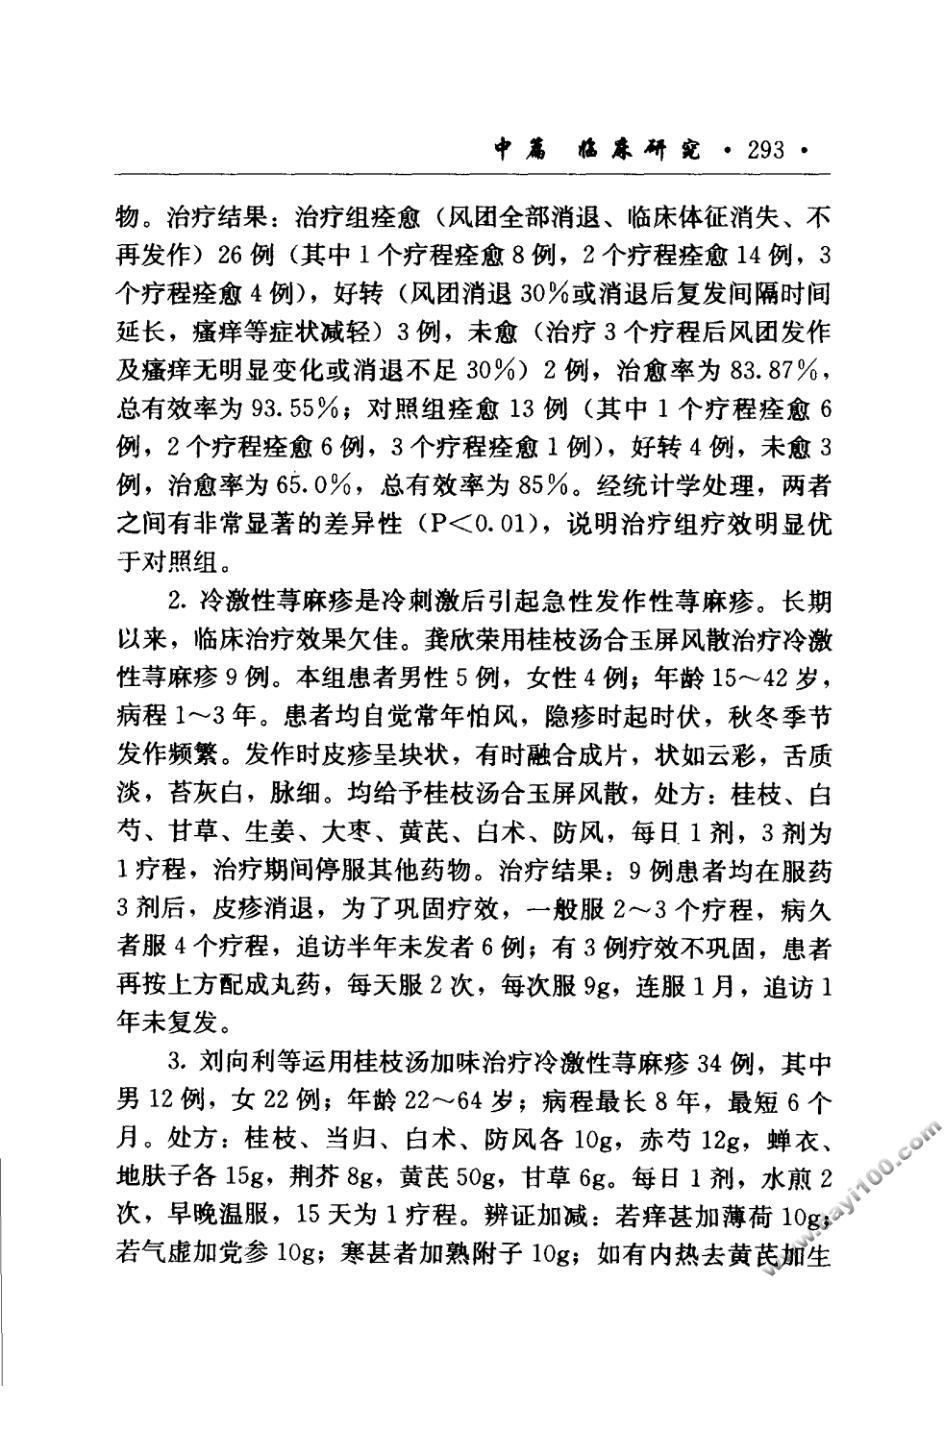 中篇 临床研究 · 293 ·
物。治疗结果：治疗组痊愈（风团全部消退、临床体征消失、不
再发作）26 例（其中 1 个疗程痊愈 8 例，2 个疗程痊愈 14 例，3
个疗程痊愈 4 例），好转（风团消退 30%或消退后复发间隔时间
延长，瘙痒等症状减轻）3 例，未愈（治疗 3 个疗程后风团发作
及瘙痒无明显变化或消退不足 30%）2 例，治愈率为 83.87%，
总有效率为 93.55%；对照组痊愈 13 例（其中 1 个疗程痊愈 6
例，2 个疗程痊愈 6 例，3 个疗程痊愈 1 例），好转 4 例，未愈 3
例，治愈率为 65.0%，总有效率为 85%。经统计学处理，两者
之间有非常显著的差异性（P<0.01），说明治疗组疗效明显优
于对照组。
2. 冷激性荨麻疹是冷刺激后引起急性发作性荨麻疹。长期
以来，临床治疗效果欠佳。龚欣荣用桂枝汤合玉屏风散治疗冷激
性荨麻疹 9 例。本组患者男性 5 例，女性 4 例；年龄 15～42 岁，
病程 1～3 年。患者均自觉常年怕风，隐疹时起时伏，秋冬季节
发作频繁。发作时皮疹呈块状，有时融合成片，状如云彩，舌质
淡，苔灰白，脉细。均给予桂枝汤合玉屏风散，处方：桂枝、白
芍、甘草、生姜、大枣、黄芪、白术、防风，每日 1 剂，3 剂为
1 疗程，治疗期间停服其他药物。治疗结果：9 例患者均在服药
3 剂后，皮疹消退，为了巩固疗效，一般服 2～3 个疗程，病久
者服 4 个疗程，追访半年未发者 6 例；有 3 例疗效不巩固，患者
再按上方配成丸药，每天服 2 次，每次服 9g，连服 1 月，追访 1
年未复发。
3. 刘向利等运用桂枝汤加味治疗冷激性荨麻疹 34 例，其中
男 12 例，女 22 例；年龄 22～64 岁；病程最长 8 年，最短 6 个
月。处方：桂枝、当归、白术、防风各 10g，赤芍 12g，蝉衣、
地肤子各 15g，荆芥 8g，黄芪 50g，甘草 6g。每日 1 剂，水煎 2
次，早晚温服，15 天为 1 疗程。辨证加减：若痒甚加薄荷 10g；
若气虚加党参 10g；寒甚者加熟附子 10g；如有内热去黄芪加生